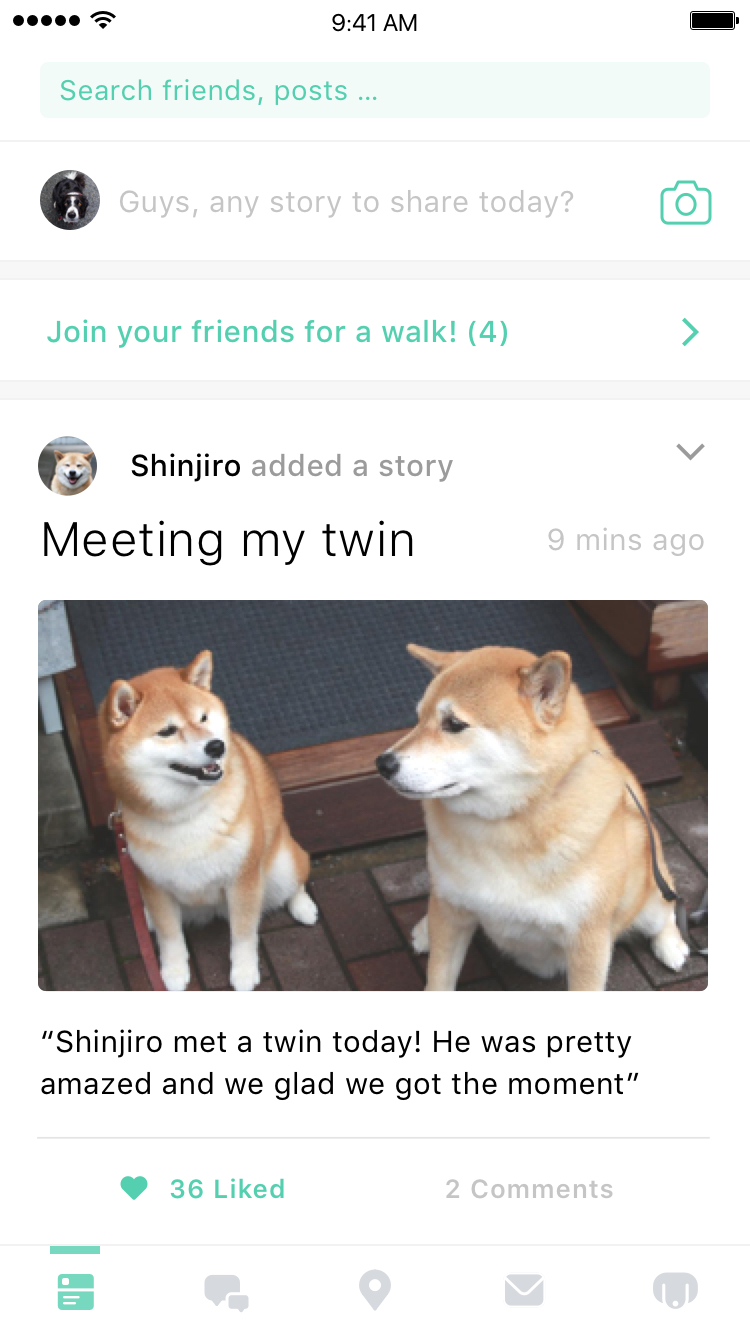 9:41 AM
Search friends, posts ...
Guys, any story to share today?
Join your friends for a walk! (4)
Shinjiro added a story
Meeting my twin
9 mins ago
“Shinjiro met a twin today! He was pretty
amazed and we glad we got the moment”
36 Liked
2 Comments